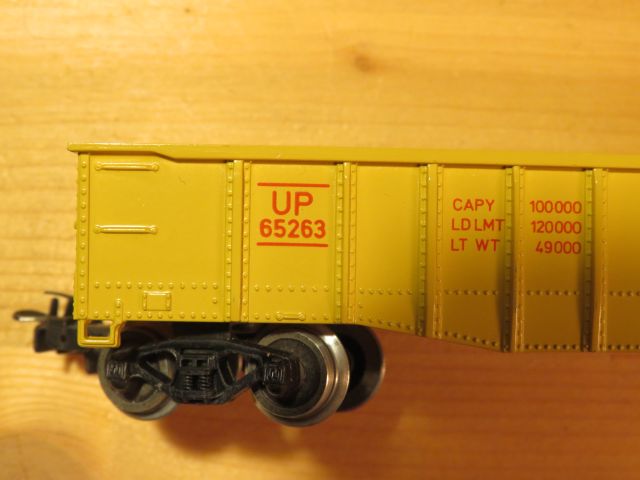 UP
65263
CAPY 100000
LD LMT 120000
LT WT 49000